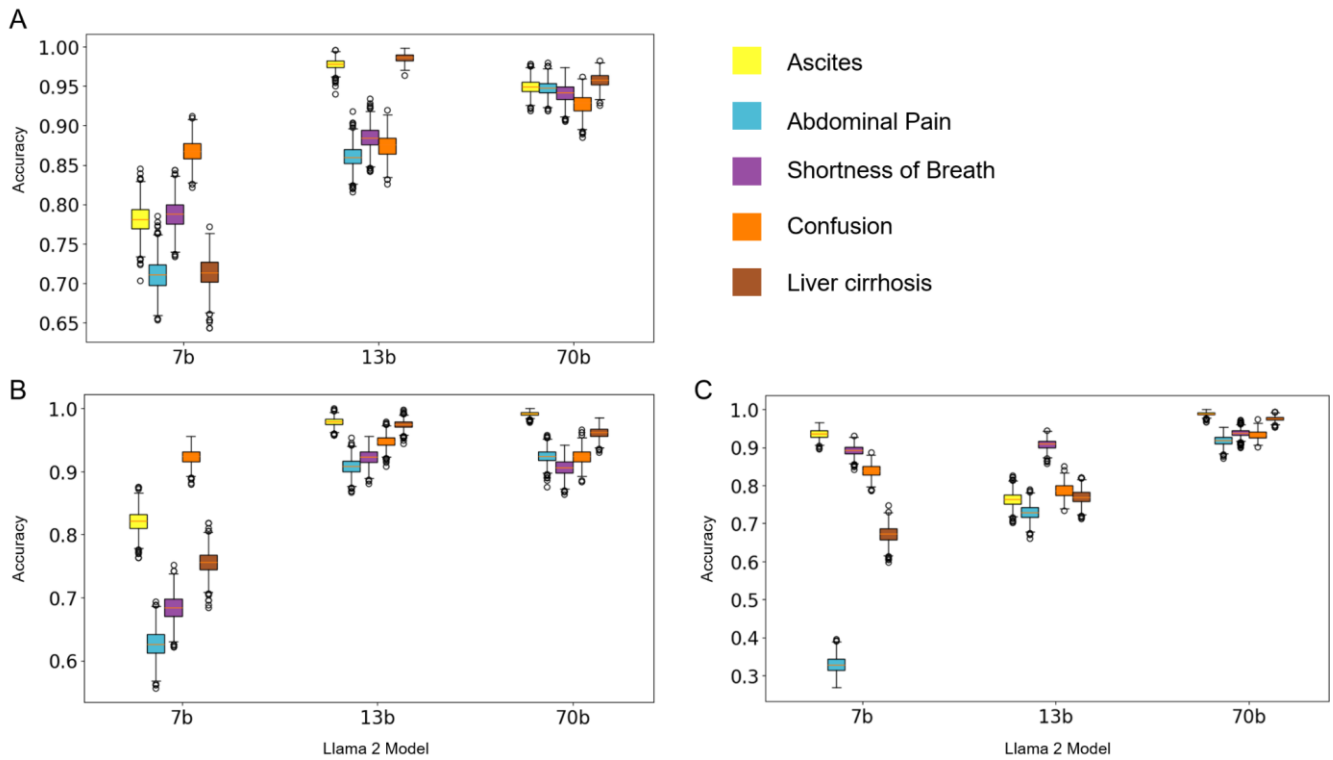 A
1.00
0.95
0.90
0.85
0.80
0.75
0.70
0.65
Accuracy
7b
13b
70b
Ascites
Abdominal Pain
Shortness of Breath
Confusion
Liver cirrhosis
B
1.0
0.9
0.8
0.7
0.6
Accuracy
7b
13b
70b
Llama 2 Model
C
1.0
0.9
0.8
0.7
0.6
0.5
0.4
0.3
Accuracy
7b
13b
70b
Llama 2 Model